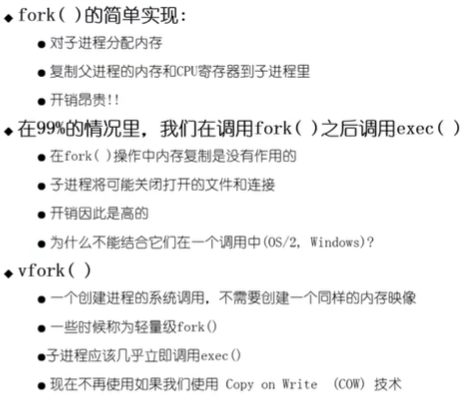 ◆ fork( )的简单实现:
● 对子进程分配内存
● 复制父进程的内存和CPU寄存器到子进程里
● 开销昂贵!!
◆ 在99%的情况里，我们在调用fork( )之后调用exec( )
● 在fork( )操作中内存复制是没有作用的
● 子进程将可能关闭打开的文件和连接
● 开销因此是高的
● 为什么不能结合它们在一个调用中(OS/2, Windows)?
◆ vfork( )
● 一个创建进程的系统调用，不需要创建一个同样的内存映像
● 一些时候称为轻量级fork()
●子进程应该几乎立即调用exec()
● 现在不再使用如果我们使用 Copy on Write (COW) 技术